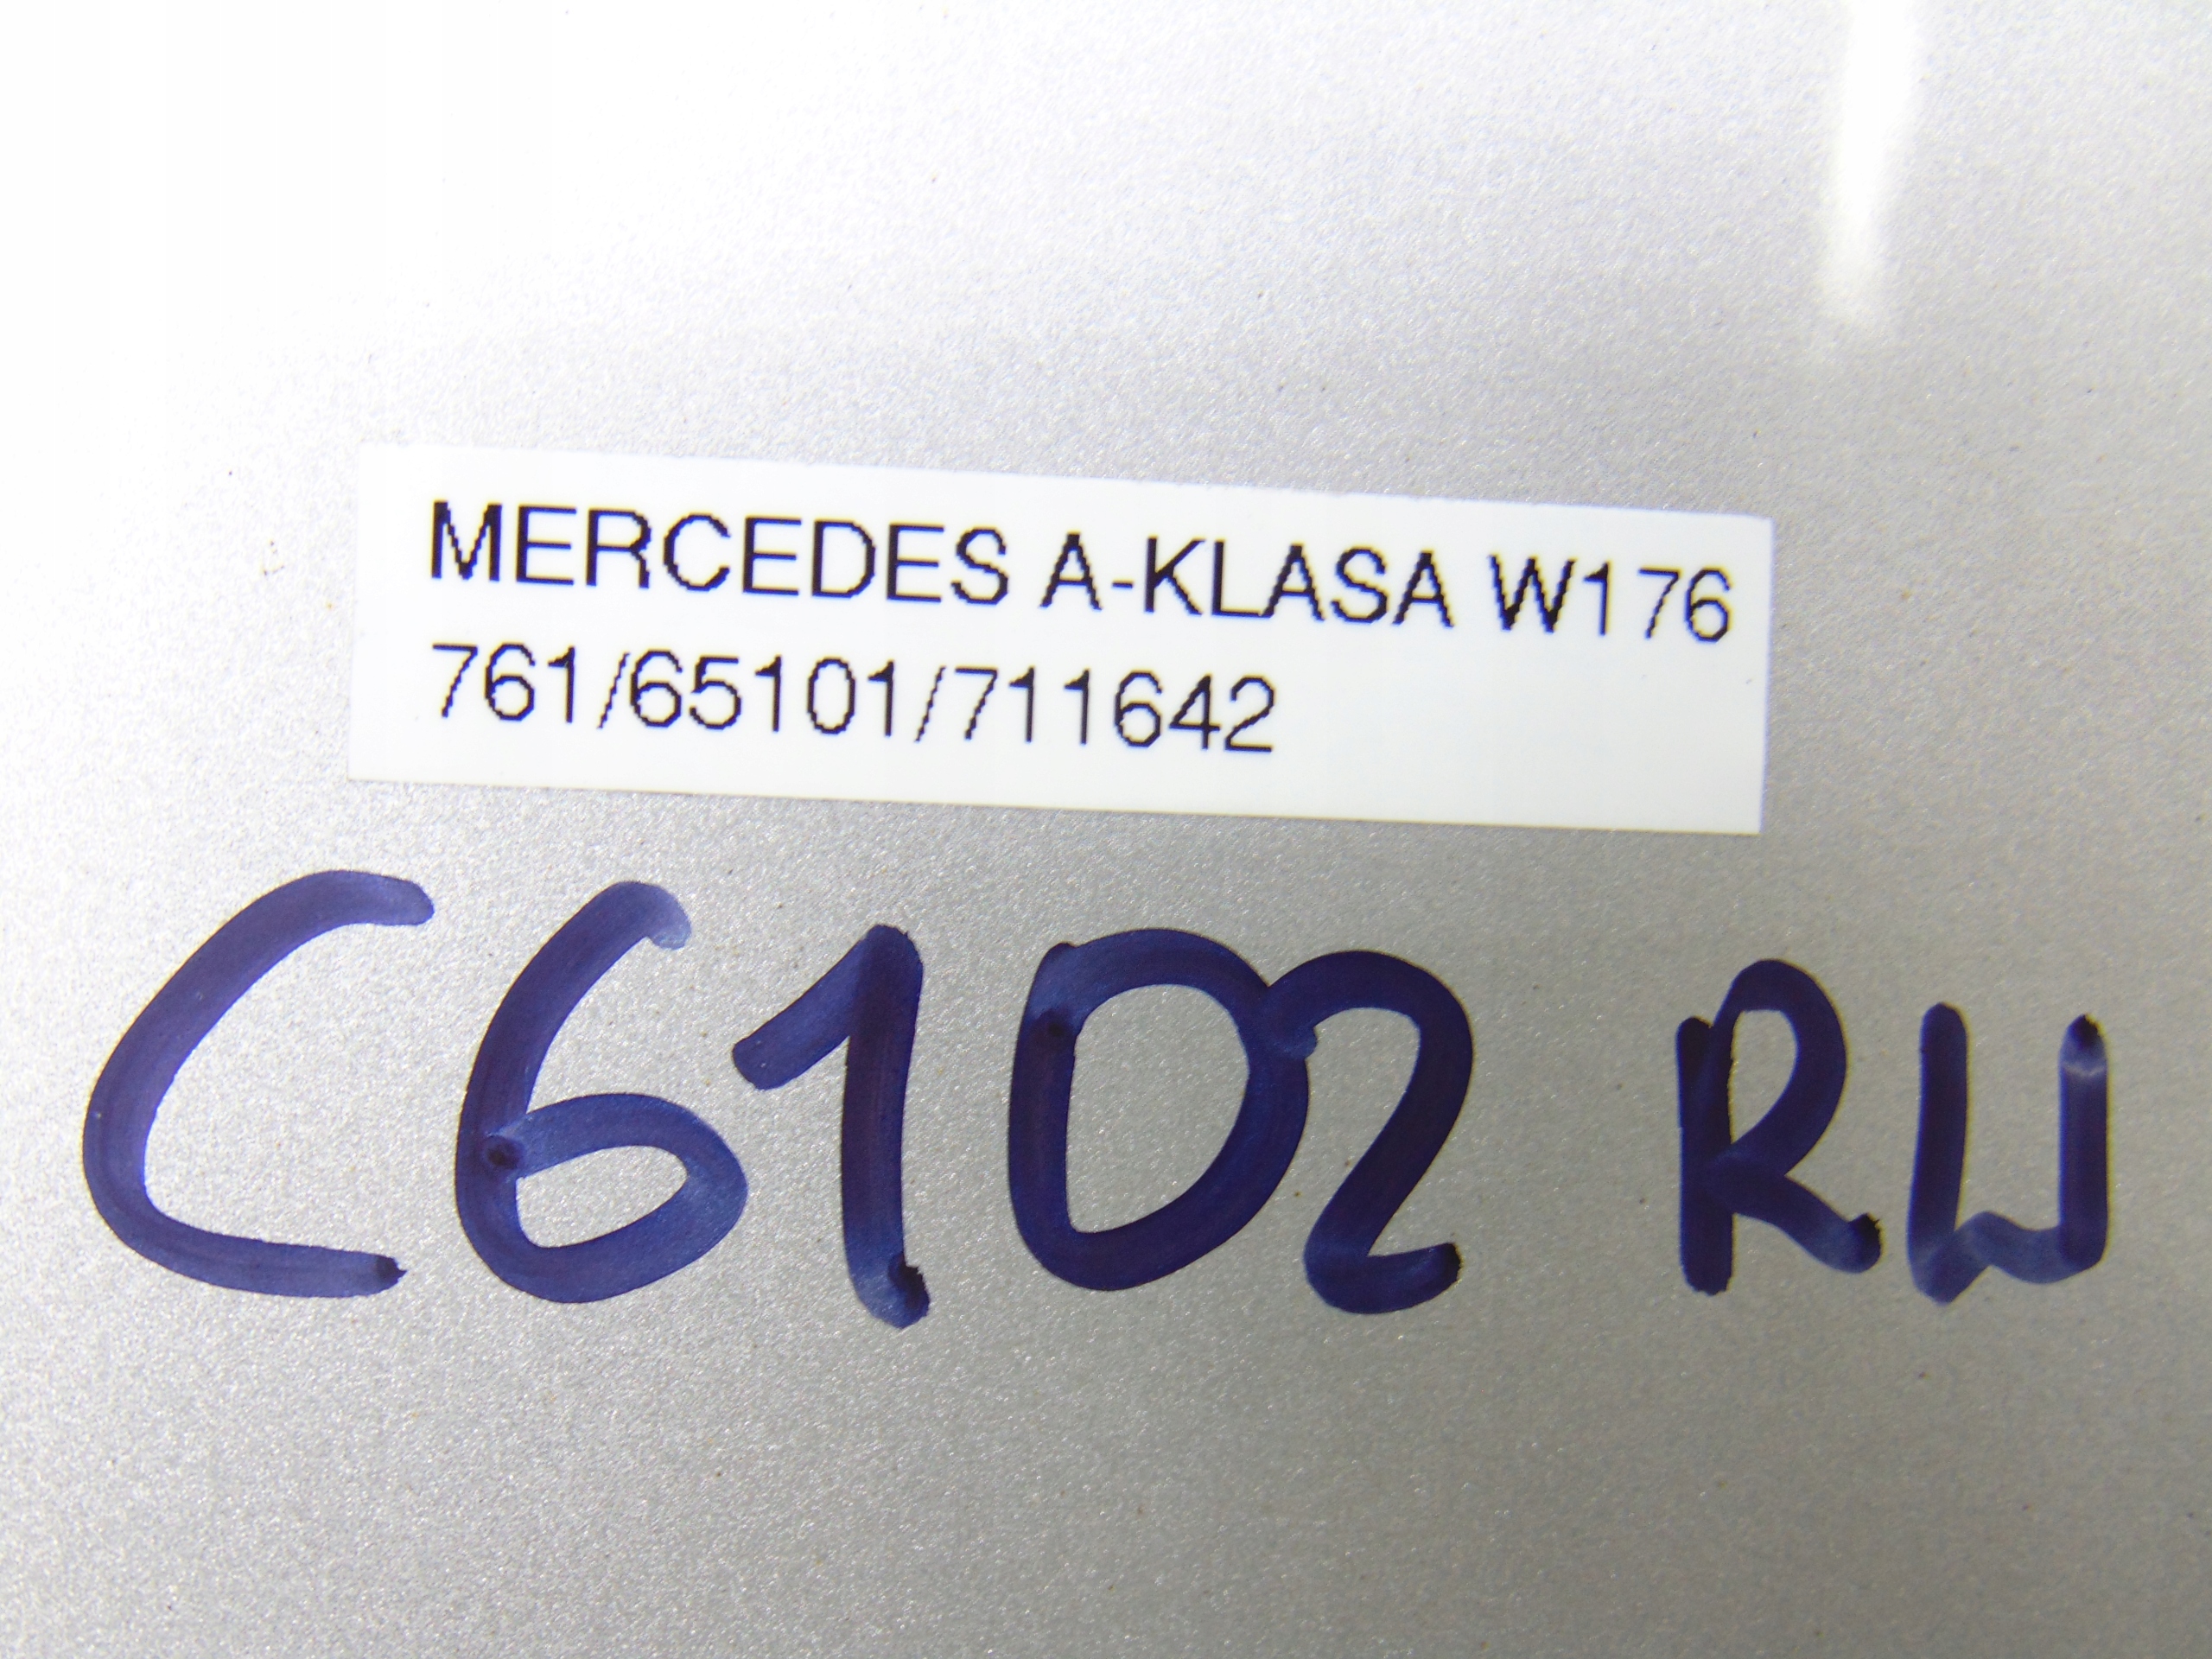 MERCEDES A-KLASA W176
761/65101/711642
C6102 RW